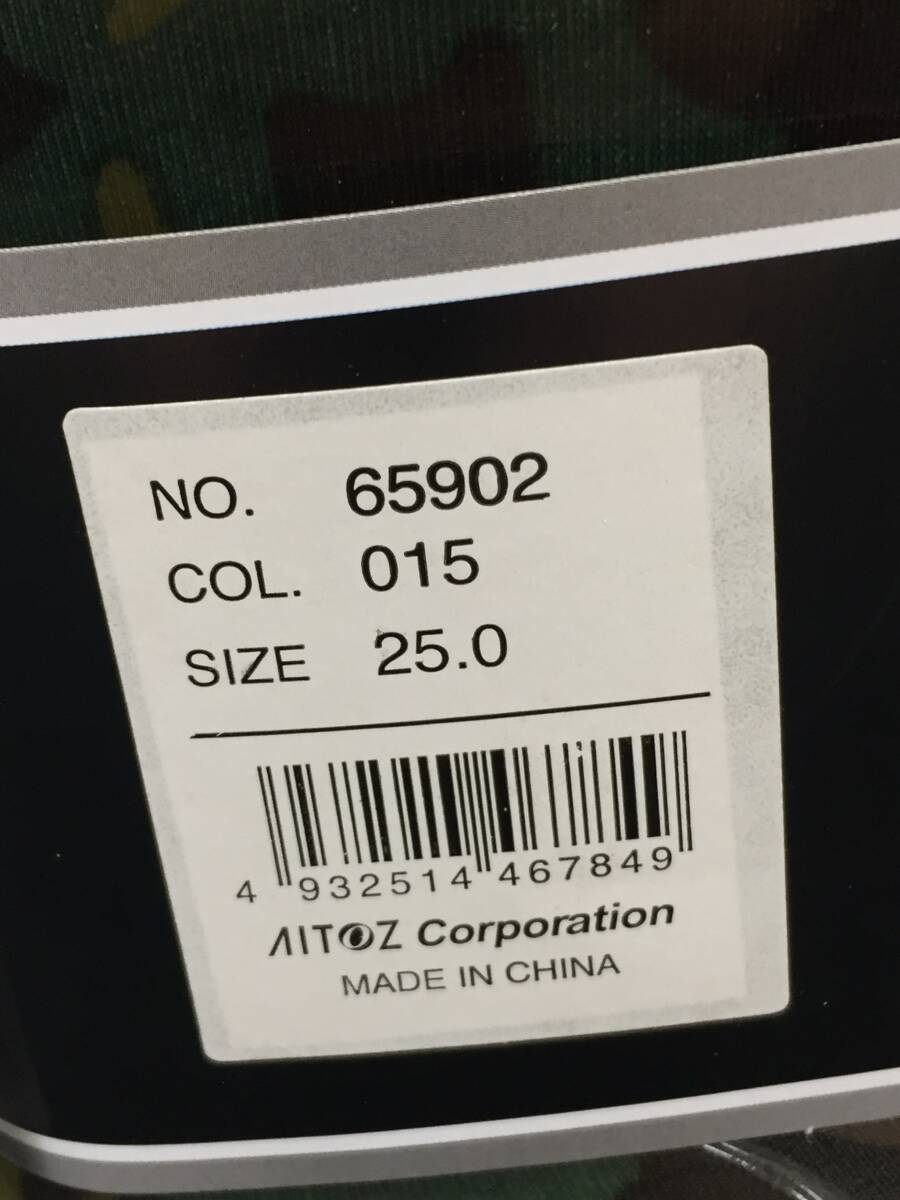 NO. 65902
COL. 015
SIZE 25.0
4 932514 467849
AITOZ Corporation
MADE IN CHINA